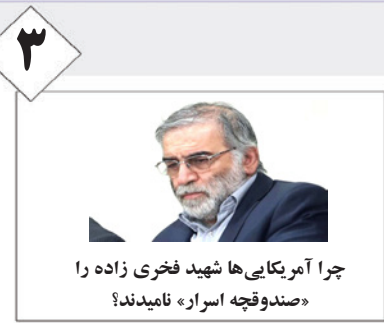 ۳
چرا آمریکایی‌ها شهید فخری زاده را
«صندوقچه اسرار» نامیدند؟